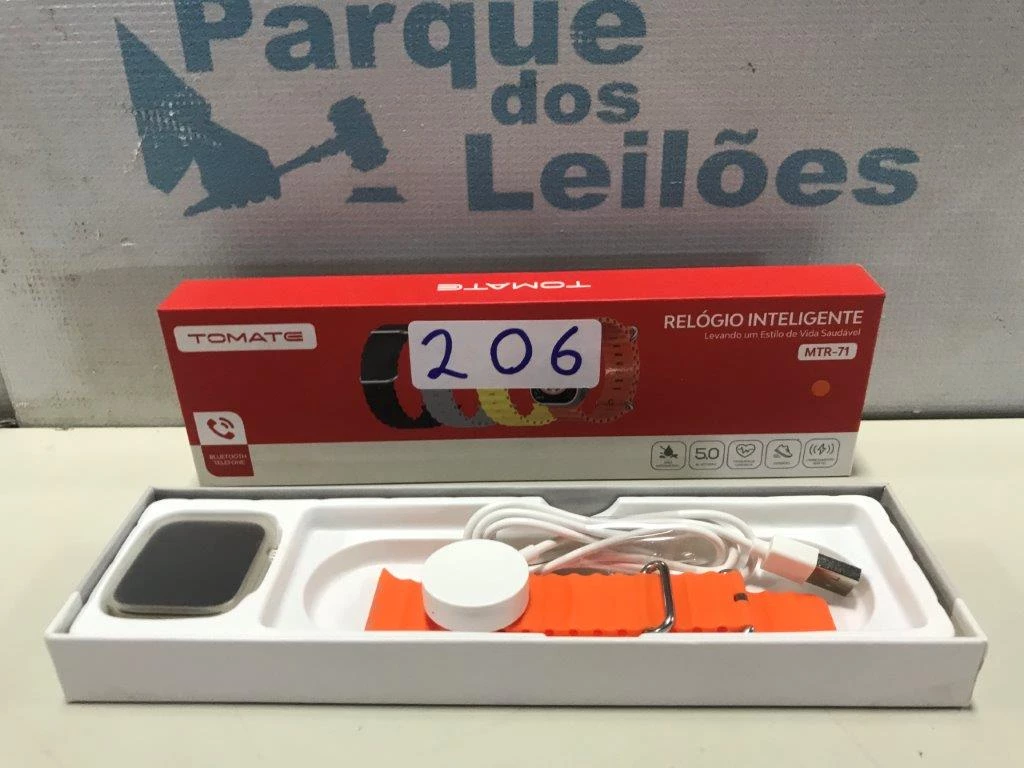 Parque
dos
Leilões
TOMATE
TOMATE
206
RELÓGIO INTELIGENTE
Levando um Estilo de Vida Saudável
MTR-71
BLUETOOTH
TELEFONE
5.0